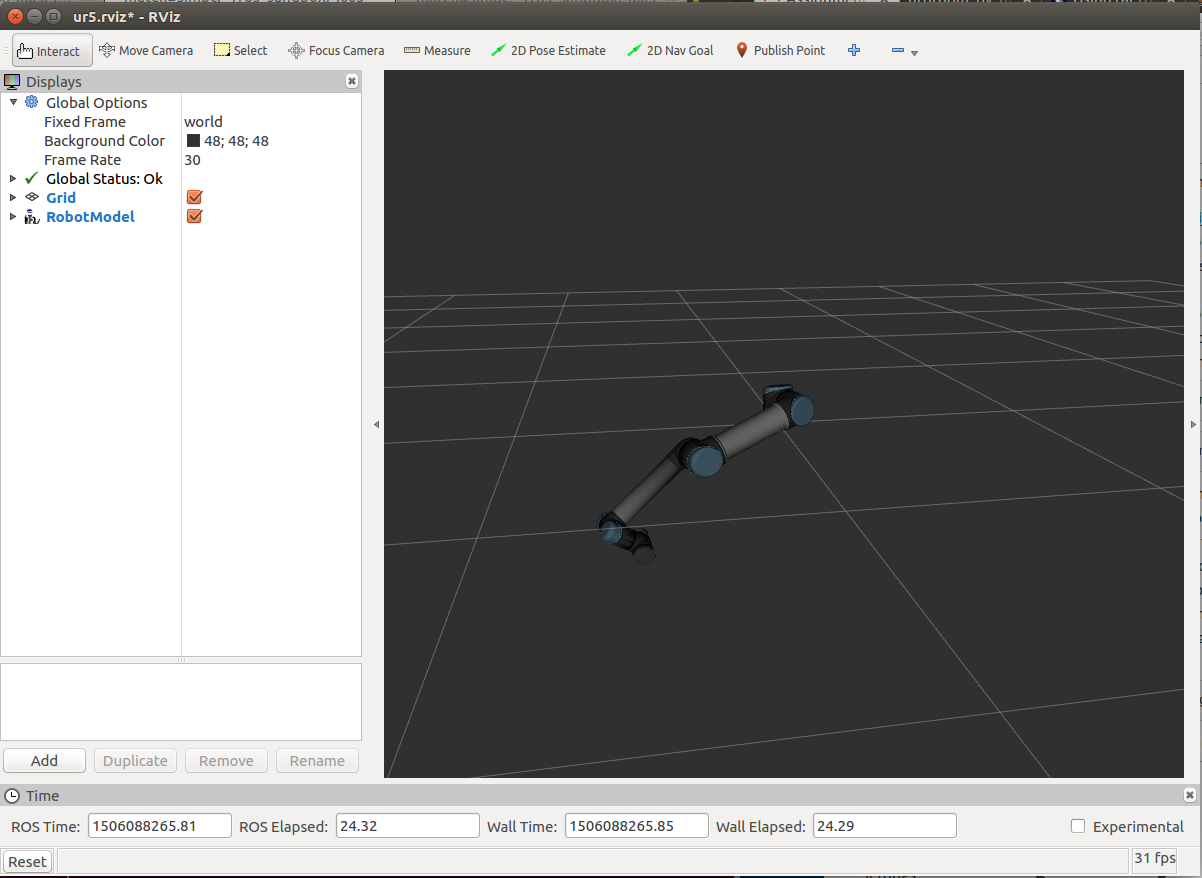 ur5.rviz* - RViz
Interact Move Camera Select Focus Camera Measure 2D Pose Estimate 2D Nav Goal Publish Point
Displays
Global Options
Fixed Frame world
Background Color 48; 48; 48
Frame Rate 30
Global Status: Ok
Grid
RobotModel
Add Duplicate Remove Rename
Time
ROS Time: 1506088265.81 ROS Elapsed: 24.32 Wall Time: 1506088265.85 Wall Elapsed: 24.29 Experimental
Reset 31 fps